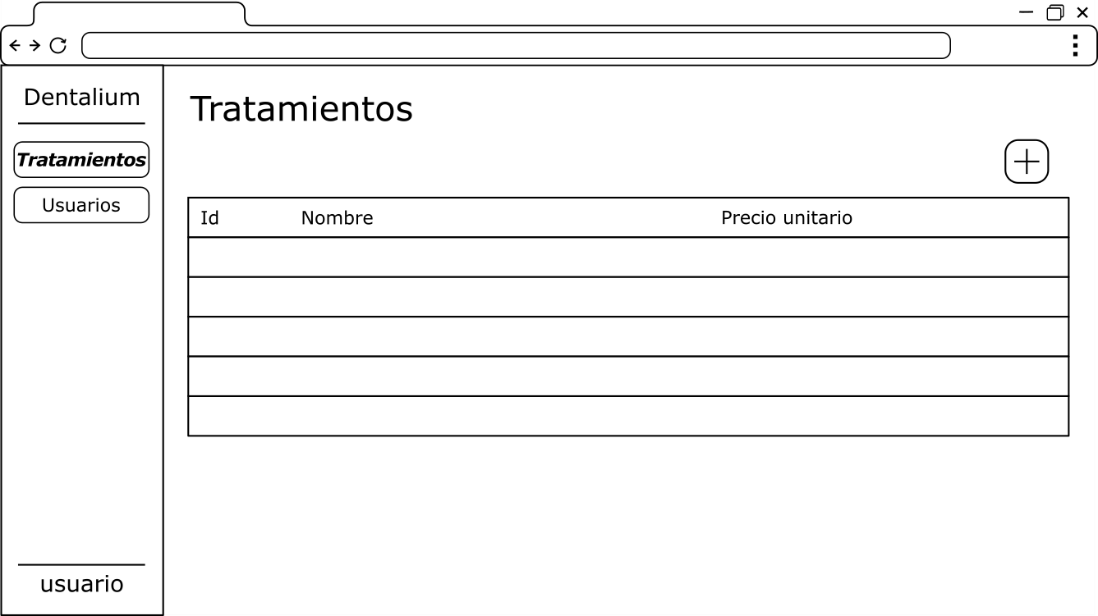 Dentalium
Tratamientos
Usuarios
usuario
Tratamientos
Id Nombre Precio unitario